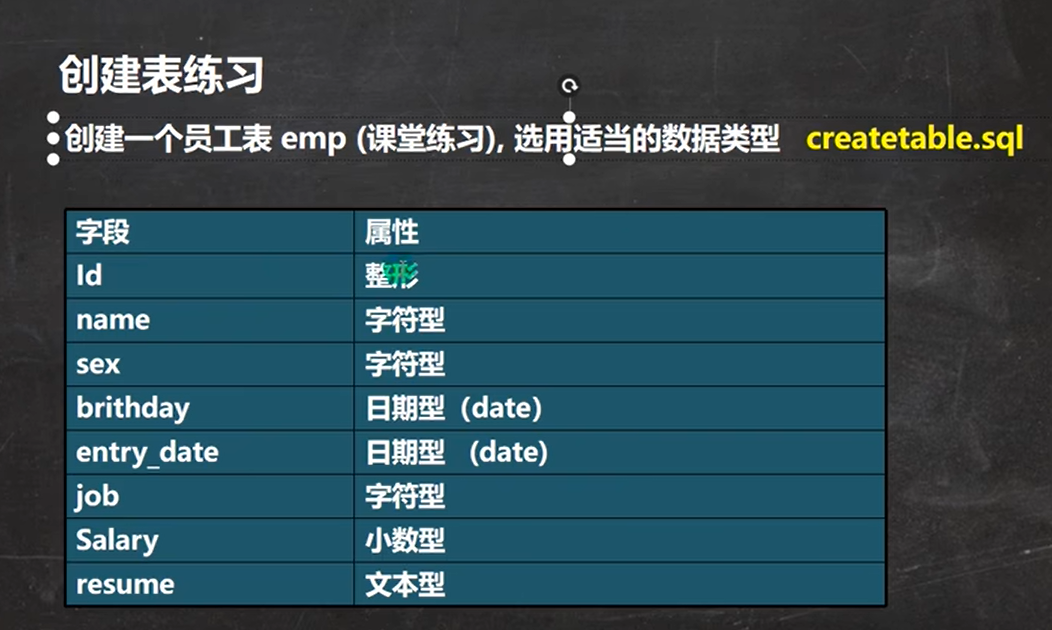 创建表练习
创建一个员工表 emp (课堂练习), 选用适当的数据类型 createtable.sql
字段 属性
Id 整形
name 字符型
sex 字符型
brithday 日期型（date）
entry_date 日期型 （date)
job 字符型
Salary 小数型
resume 文本型